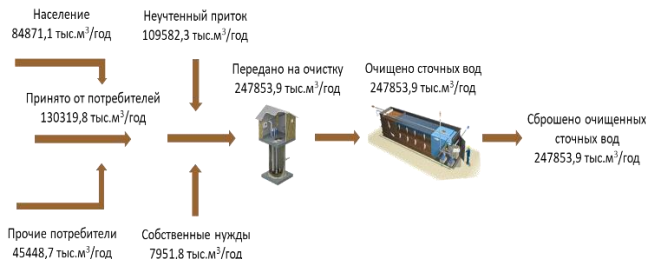 Население
84871,1 тыс.м³/год
Неучтенный приток
109582,3 тыс.м³/год
Принято от потребителей
130319,8 тыс.м³/год
Передано на очистку
247853,9 тыс.м³/год
Очищено сточных вод
247853,9 тыс.м³/год
Сброшено очищенных
сточных вод
247853,9 тыс.м³/год
Прочие потребители
45448,7 тыс.м³/год
Собственные нужды
7951.8 тыс.м³/год